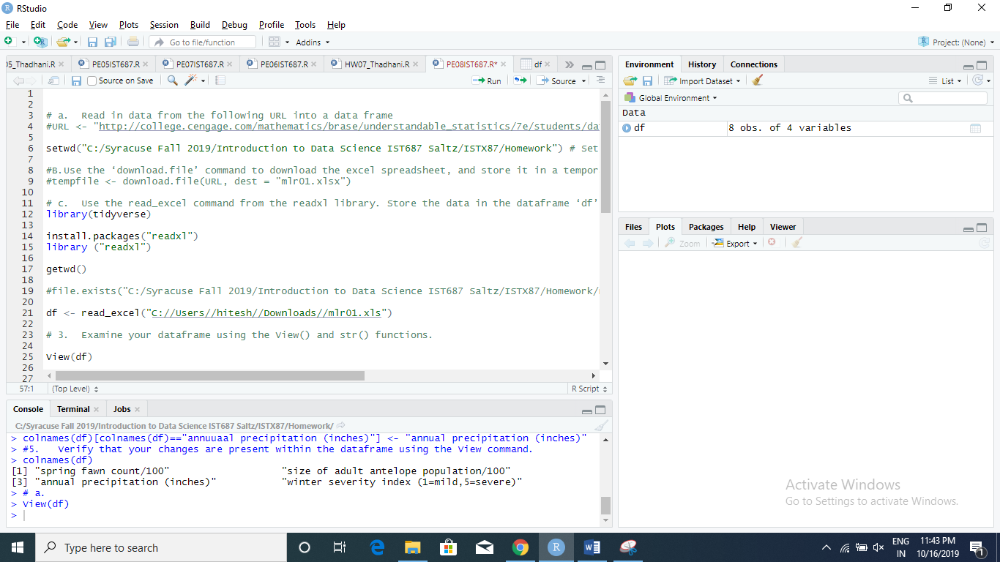 RStudio
File Edit Code View Plots Session Build Debug Profile Tools Help
Go to file/function Addins Project: (None)
05_Thadhani.R PE05IST687.R PE07IST687.R PE06IST687.R HW07_Thadhani.R PE08IST687.R* df
Source on Save Run Source
1
2
3 # a. Read in data from the following URL into a data frame
4 #URL <- "http://college.cengage.com/mathematics/brase/understandable_statistics/7e/students/da
5
6 setwd("C:/Syracuse Fall 2019/Introduction to Data Science IST687 Saltz/ISTX87/Homework") # Set
7
8 #B.Use the ‘download.file’ command to download the excel spreadsheet, and store it in a tempor
9 #tempfile <- download.file(URL, dest = "mlr01.xlsx")
10
11 # c. Use the read_excel command from the readxl library. Store the data in the dataframe ‘df’
12 library(tidyverse)
13
14 install.packages("readxl")
15 library ("readxl")
16
17 getwd()
18
19 #file.exists("C:/Syracuse Fall 2019/Introduction to Data Science IST687 Saltz/ISTX87/Homework/
20
21 df <- read_excel("C://Users//hitesh//Downloads//mlr01.xls")
22
23 # 3. Examine your dataframe using the View() and str() functions.
24
25 View(df)
26
27
57:1 (Top Level) R Script
Console Terminal Jobs
C:/Syracuse Fall 2019/Introduction to Data Science IST687 Saltz/ISTX87/Homework/
> colnames(df)[colnames(df)=="annuuaal precipitation (inches)"] <- "annual precipitation (inches)"
> #5. Verify that your changes are present within the dataframe using the View command.
> colnames(df)
[1] "spring fawn count/100" "size of adult antelope population/100"
[3] "annual precipitation (inches)" "winter severity index (1=mild,5=severe)"
> # a.
> View(df)
>
Environment History Connections
Import Dataset List
Global Environment
Data
df 8 obs. of 4 variables
Files Plots Packages Help Viewer
Zoom Export
Activate Windows
Go to Settings to activate Windows.
Type here to search
ENG 11:43 PM
IN 10/16/2019
1